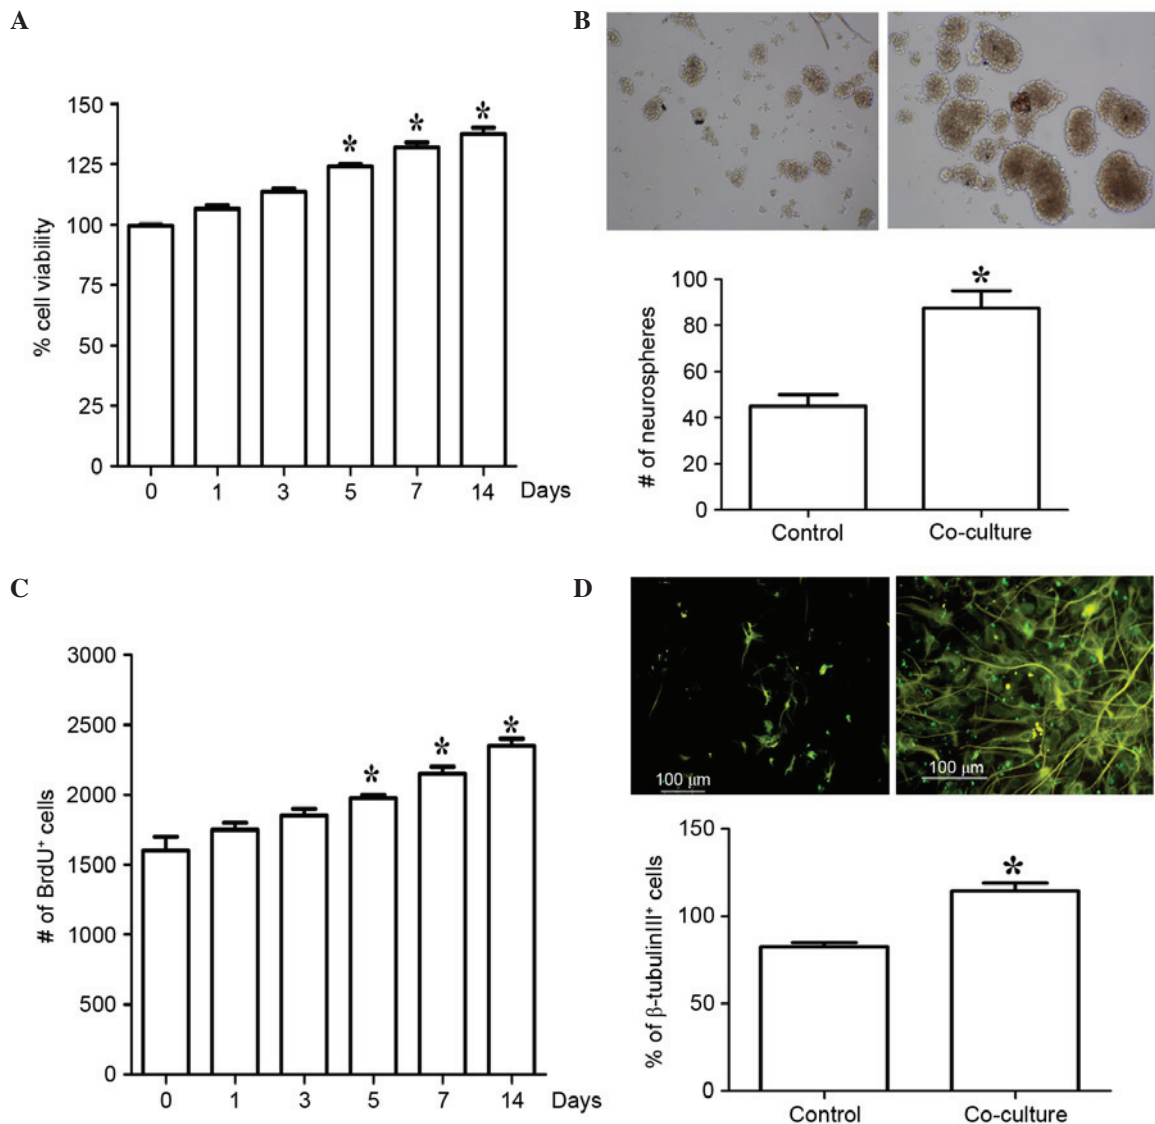 A
150
125
100
75
50
25
0
% cell viability
* * *
0 1 3 5 7 14 Days
B
100
80
60
40
20
0
# of neurospheres
*
Control Co-culture
C
3000
2500
2000
1500
1000
500
0
# of BrdU⁺ cells
* * *
0 1 3 5 7 14 Days
D
100 µm
100 µm
150
100
50
0
% of β-tubulinIII⁺ cells
*
Control Co-culture